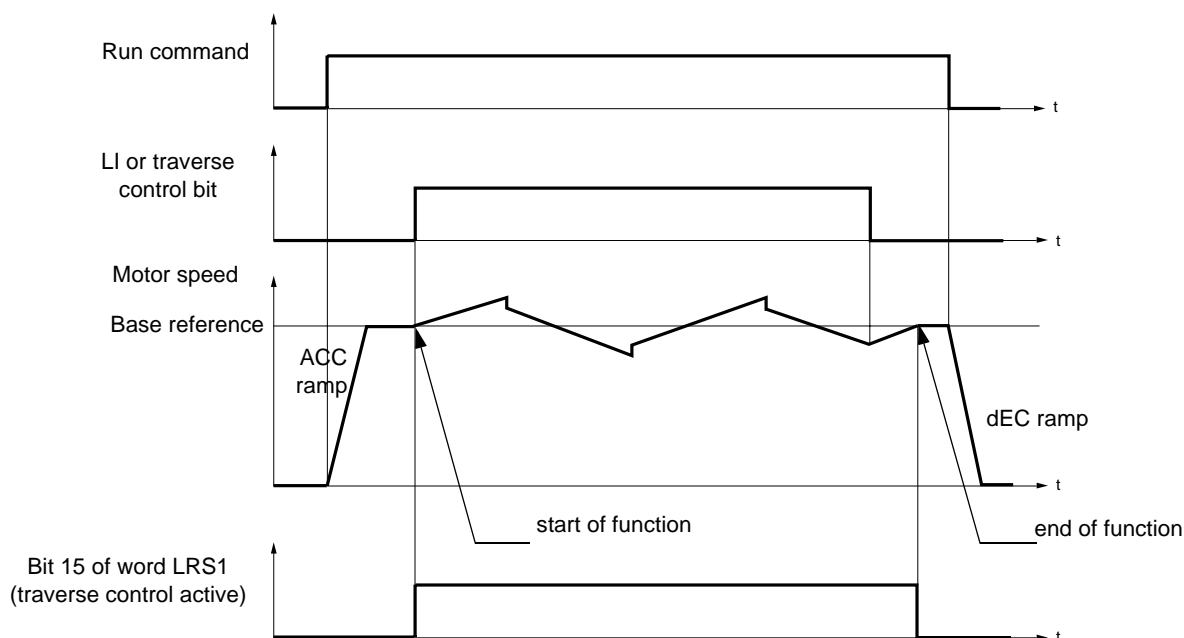 Run command
t
LI or traverse
control bit
t
Motor speed
Base reference
ACC
ramp
dEC ramp
t
start of function
end of function
Bit 15 of word LRS1
(traverse control active)
t